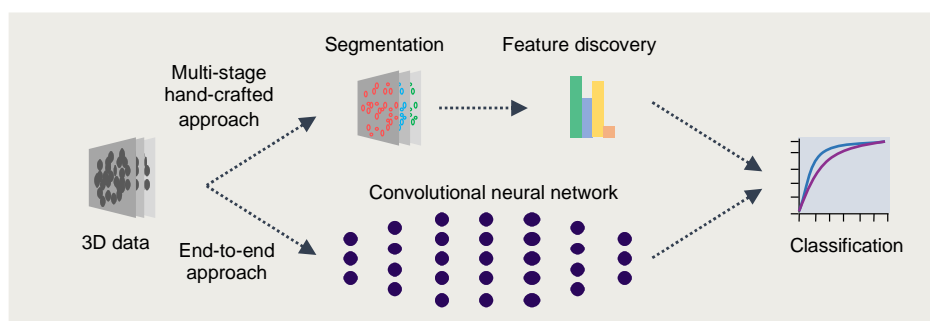 Segmentation
Feature discovery
Multi-stage
hand-crafted
approach
Convolutional neural network
3D data
End-to-end
approach
Classification